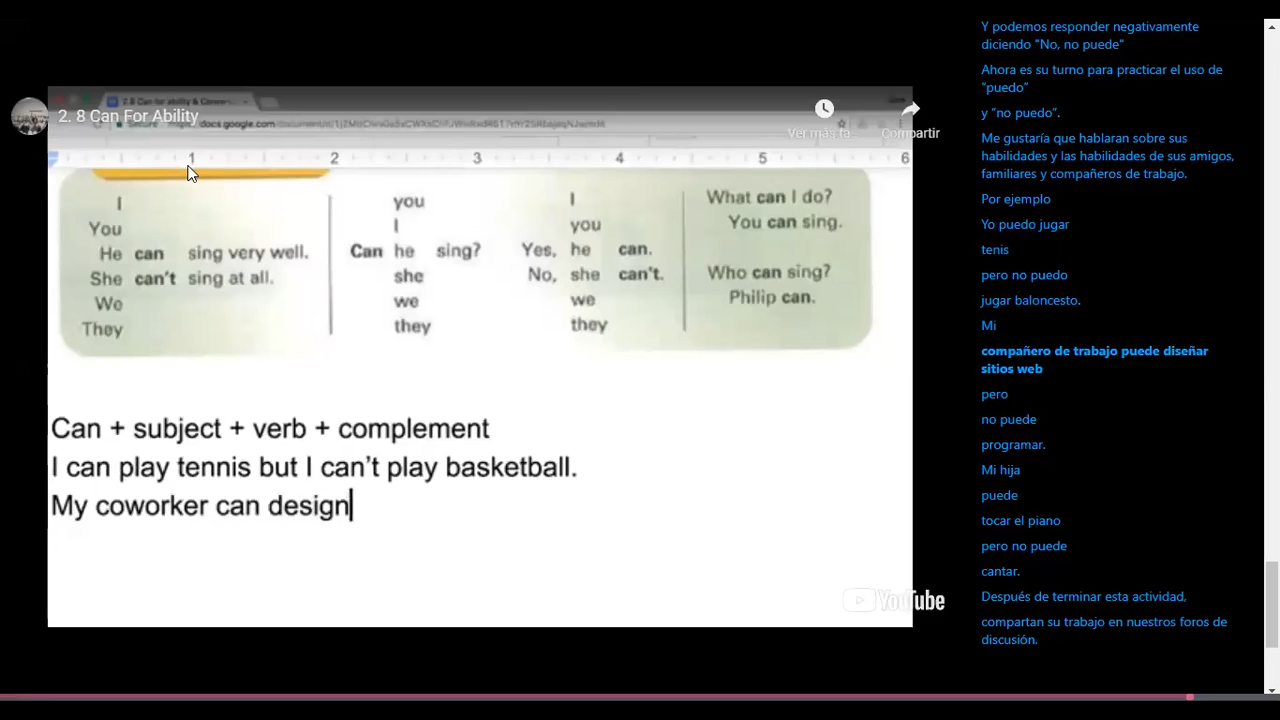 2. 8 Can For Ability
Ver más ta...
Compartir
1 2 3 4 5 6
I
You
He can sing very well.
She can't sing at all.
We
They
you
I
Can he sing?
she
we
they
I
you
Yes, he can.
No, she can't.
we
they
What can I do?
You can sing.
Who can sing?
Philip can.
Can + subject + verb + complement
I can play tennis but I can't play basketball.
My coworker can design
YouTube
Y podemos responder negativamente
diciendo "No, no puede"
Ahora es su turno para practicar el uso de
“puedo”
y “no puedo”.
Me gustaría que hablaran sobre sus
habilidades y las habilidades de sus amigos,
familiares y compañeros de trabajo.
Por ejemplo
Yo puedo jugar
tenis
pero no puedo
jugar baloncesto.
Mi
compañero de trabajo puede diseñar
sitios web
pero
no puede
programar.
Mi hija
puede
tocar el piano
pero no puede
cantar.
Después de terminar esta actividad,
compartan su trabajo en nuestros foros de
discusión.